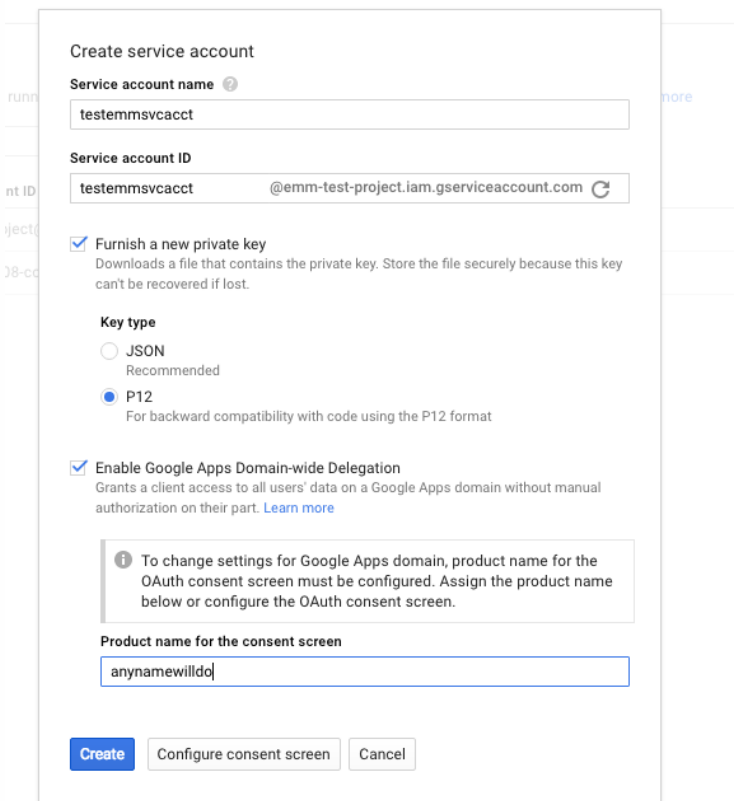 Create service account
Service account name ?
testemmsvcacct
runn
more
Service account ID
testemmsvcacct @emm-test-project.iam.gserviceaccount.com
nt ID
Furnish a new private key
Downloads a file that contains the private key. Store the file securely because this key
can't be recovered if lost.
Key type
JSON
Recommended
P12
For backward compatibility with code using the P12 format
Enable Google Apps Domain-wide Delegation
Grants a client access to all users' data on a Google Apps domain without manual
authorization on their part. Learn more
To change settings for Google Apps domain, product name for the
OAuth consent screen must be configured. Assign the product name
below or configure the OAuth consent screen.
Product name for the consent screen
anynamewilldo
Create Configure consent screen Cancel